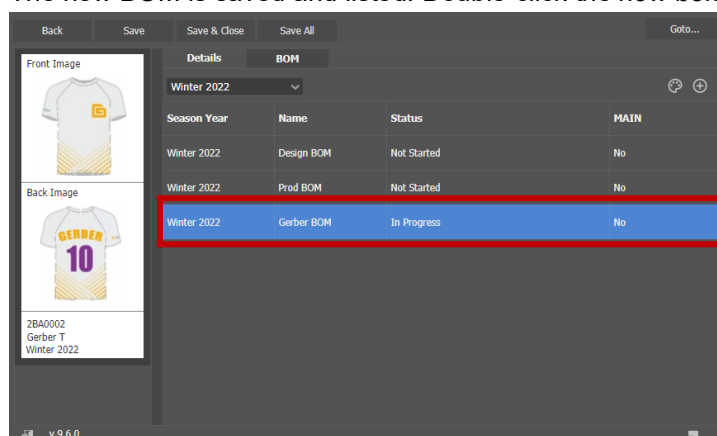 Back Save Save & Close Save All Goto...
Details BOM
Front Image
Winter 2022
G
Season Year Name Status MAIN
Winter 2022 Design BOM Not Started No
Back Image
Winter 2022 Prod BOM Not Started No
Winter 2022 Gerber BOM In Progress No
GERBER
10
2BA0002
Gerber T
Winter 2022
v 9.6.0